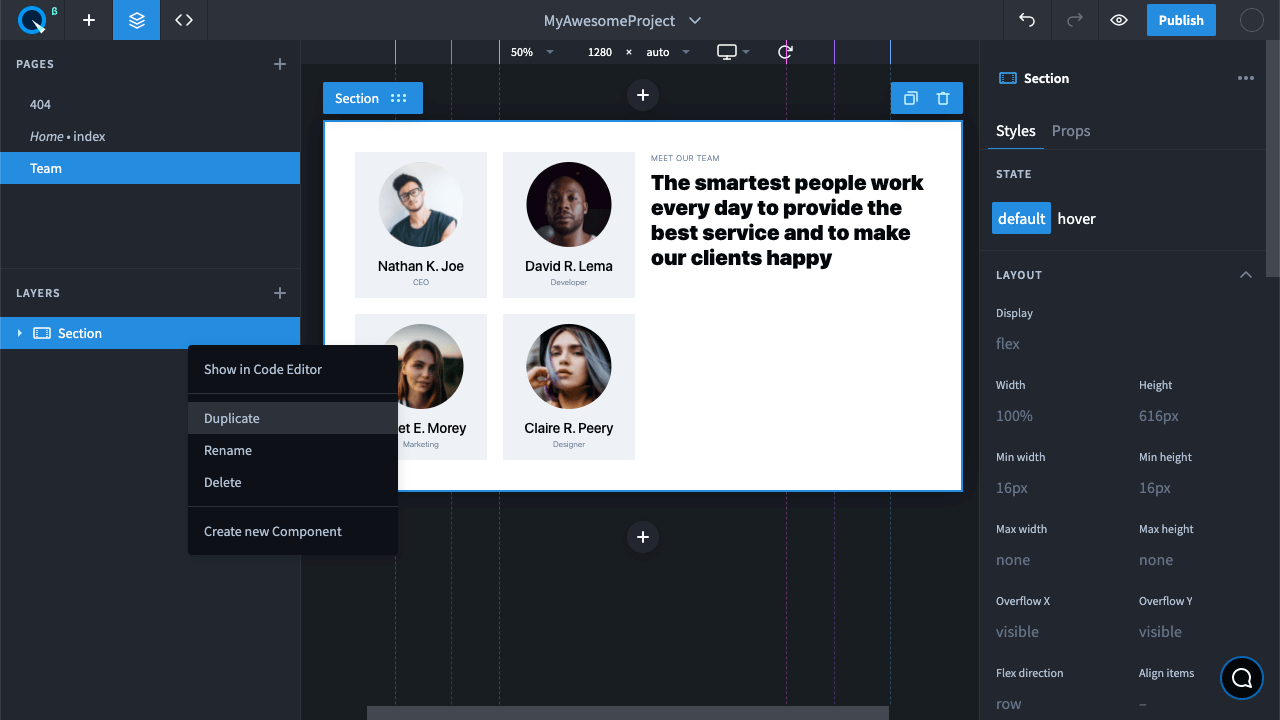 β
MyAwesomeProject
Publish
PAGES
404
Home • index
Team
LAYERS
Section
Show in Code Editor
Duplicate
Rename
Delete
Create new Component
50%
1280 × auto
Section
MEET OUR TEAM
The smartest people work
every day to provide the
best service and to make
our clients happy
Nathan K. Joe
CEO
David R. Lema
Developer
et E. Morey
Marketing
Claire R. Peery
Designer
Section
Styles Props
STATE
default hover
LAYOUT
Display
flex
Width Height
100% 616px
Min width Min height
16px 16px
Max width Max height
none none
Overflow X Overflow Y
visible visible
Flex direction Align items
row –